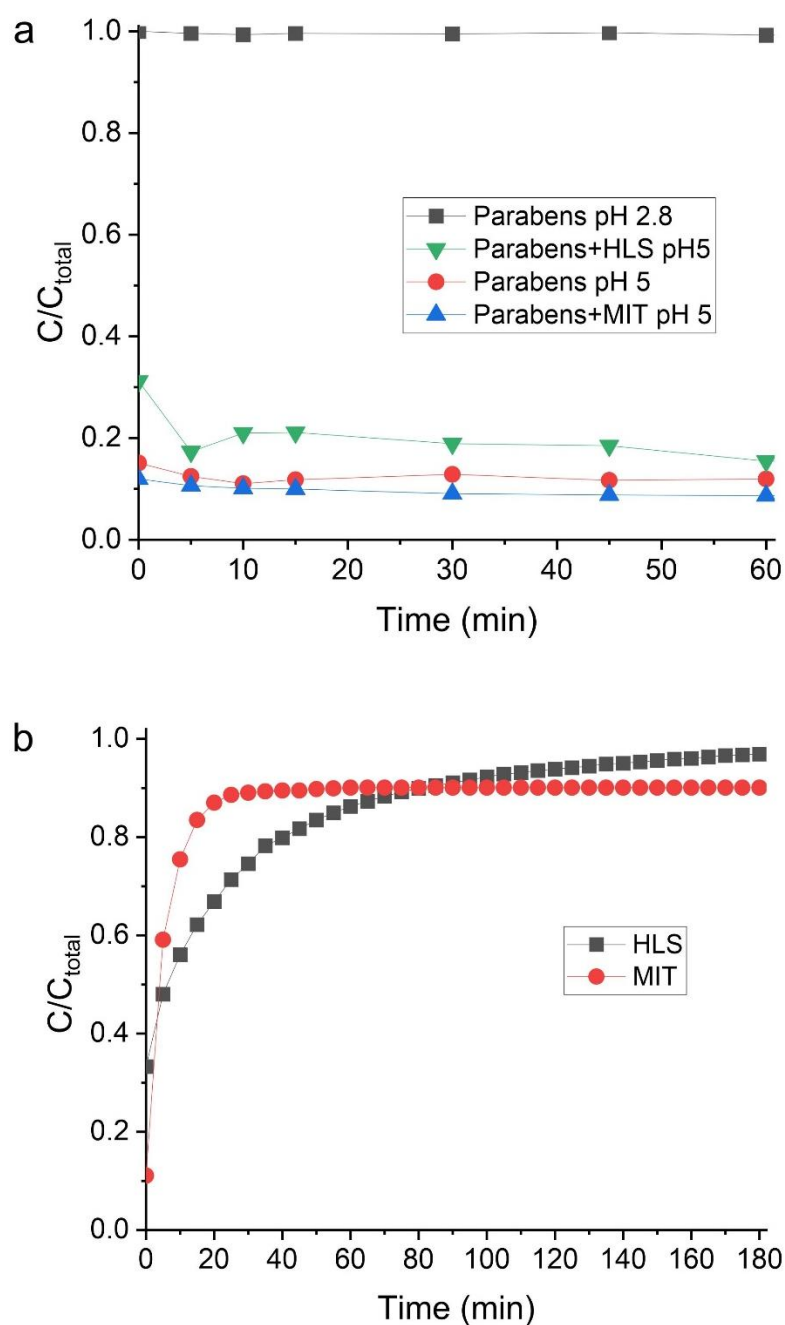 a
1.0
0.8
0.6
0.4
0.2
0.0
C/Ctotal
Parabens pH 2.8
Parabens+HLS pH5
Parabens pH 5
Parabens+MIT pH 5
0 10 20 30 40 50 60
Time (min)
b
1.0
0.8
0.6
0.4
0.2
0.0
C/Ctotal
HLS
MIT
0 20 40 60 80 100 120 140 160 180
Time (min)